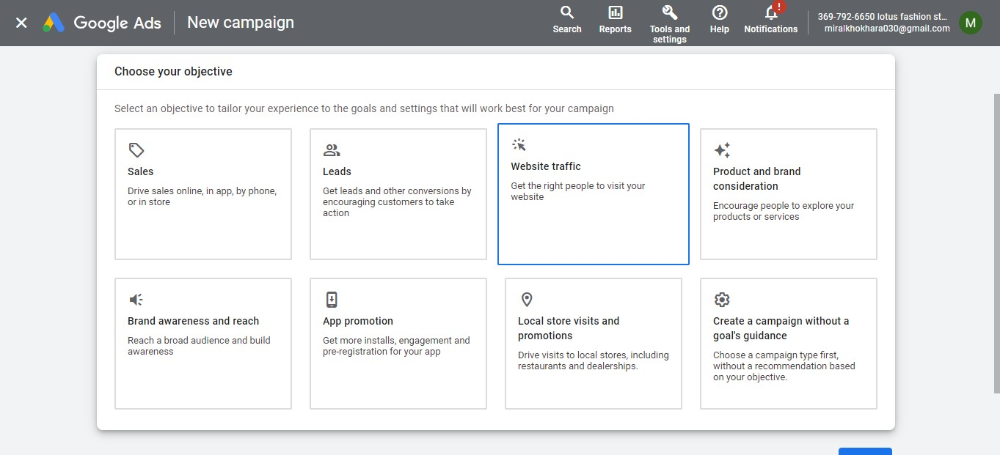 Google Ads
New campaign
Search
Reports
Tools and
settings
Help
!
Notifications
369-792-6650 lotus fashion st...
miralkhokhara030@gmail.com
M
Choose your objective
Select an objective to tailor your experience to the goals and settings that will work best for your campaign
Sales
Drive sales online, in app, by phone,
or in store
Leads
Get leads and other conversions by
encouraging customers to take
action
Website traffic
Get the right people to visit your
website
Product and brand
consideration
Encourage people to explore your
products or services
Brand awareness and reach
Reach a broad audience and build
awareness
App promotion
Get more installs, engagement and
pre-registration for your app
Local store visits and
promotions
Drive visits to local stores, including
restaurants and dealerships.
Create a campaign without a
goal's guidance
Choose a campaign type first,
without a recommendation based
on your objective.